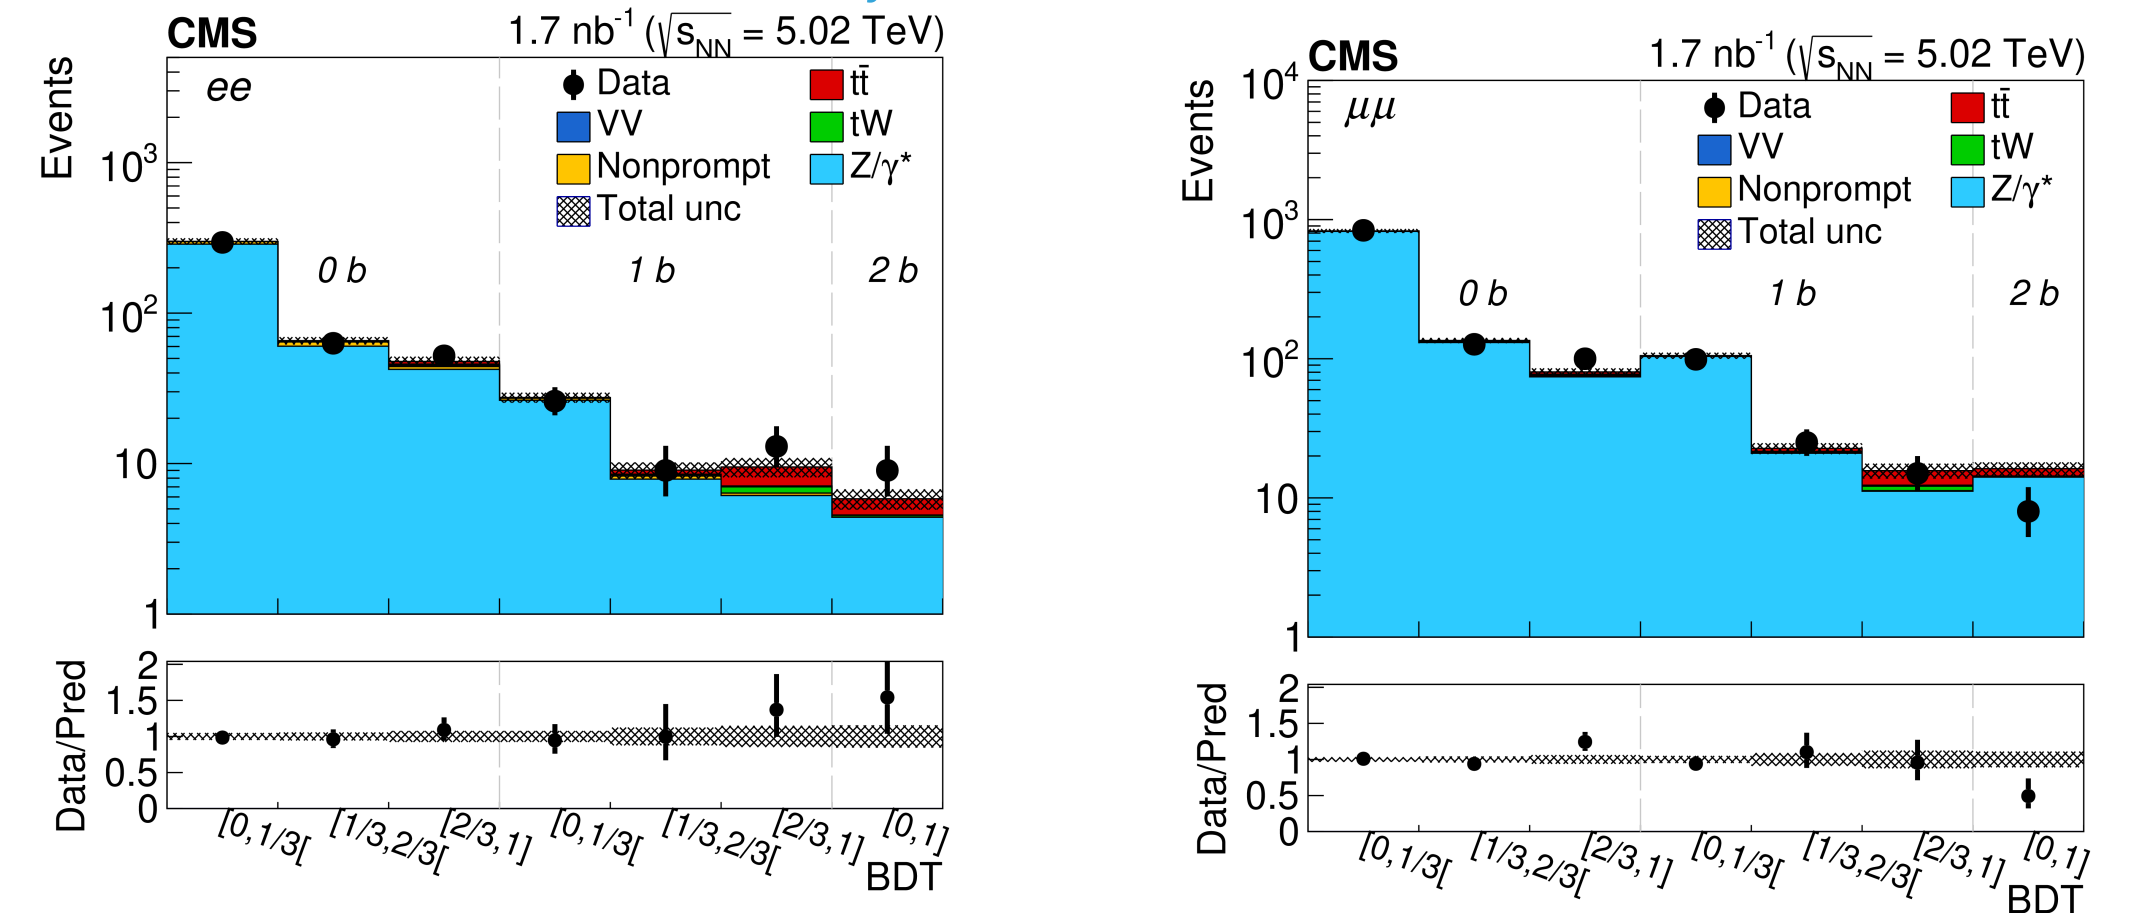 CMS
1.7 nb⁻¹ (√s_NN = 5.02 TeV)
Events
ee
Data
tt̄
VV
tW
Nonprompt
Z/γ*
Total unc
0 b
1 b
2 b
10³
10²
10
1
Data/Pred
2
1.5
1
0.5
0
[0,1/3[
[1/3,2/3[
[2/3,1]
[0,1/3[
[1/3,2/3[
[2/3,1]
[0,1]
BDT
CMS
1.7 nb⁻¹ (√s_NN = 5.02 TeV)
Events
μμ
Data
tt̄
VV
tW
Nonprompt
Z/γ*
Total unc
0 b
1 b
2 b
10⁴
10³
10²
10
1
Data/Pred
2
1.5
1
0.5
0
[0,1/3[
[1/3,2/3[
[2/3,1]
[0,1/3[
[1/3,2/3[
[2/3,1]
[0,1]
BDT